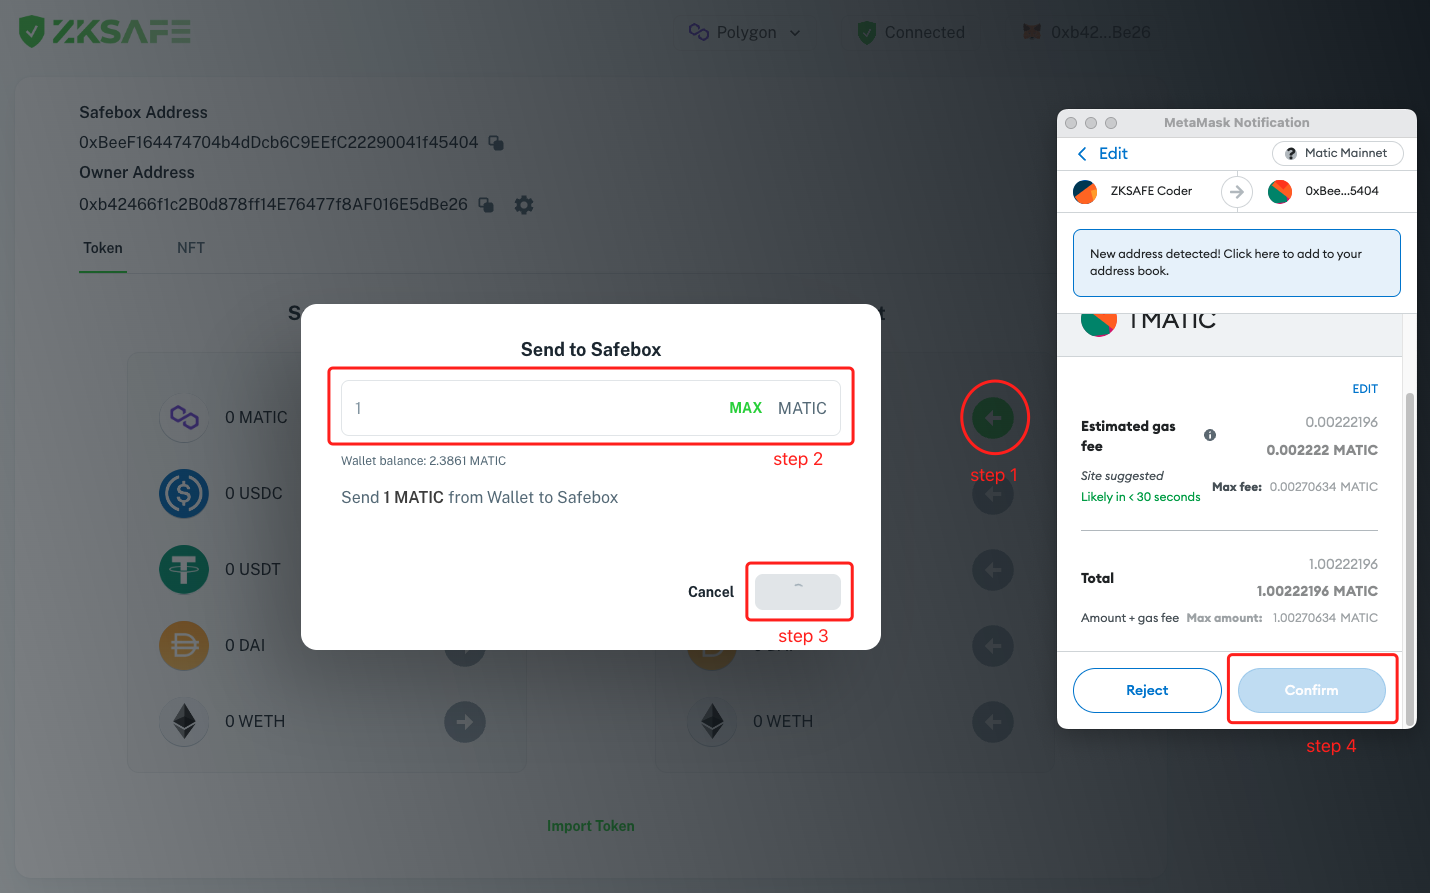 ZKSAFE
Polygon
Connected
0xb42...Be26
Safebox Address
0xBeeF164474704b4dDcb6C9EEfC22290041f45404
Owner Address
0xb42466f1c2B0d878ff14E76477f8AF016E5dBe26
Token
NFT
Send to Safebox
1
MAX
MATIC
Wallet balance: 2.3861 MATIC
Send 1 MATIC from Wallet to Safebox
Cancel
step 1
step 2
step 3
0 MATIC
0 USDC
0 USDT
0 DAI
0 WETH
0 WETH
Import Token
MetaMask Notification
Edit
Matic Mainnet
ZKSAFE Coder
0xBee...5404
New address detected! Click here to add to your
address book.
1 MATIC
EDIT
Estimated gas
fee
0.00222196
0.002222 MATIC
Site suggested
Likely in < 30 seconds
Max fee: 0.00270634 MATIC
Total
1.00222196
1.00222196 MATIC
Amount + gas fee Max amount: 1.00270634 MATIC
Reject
Confirm
step 4